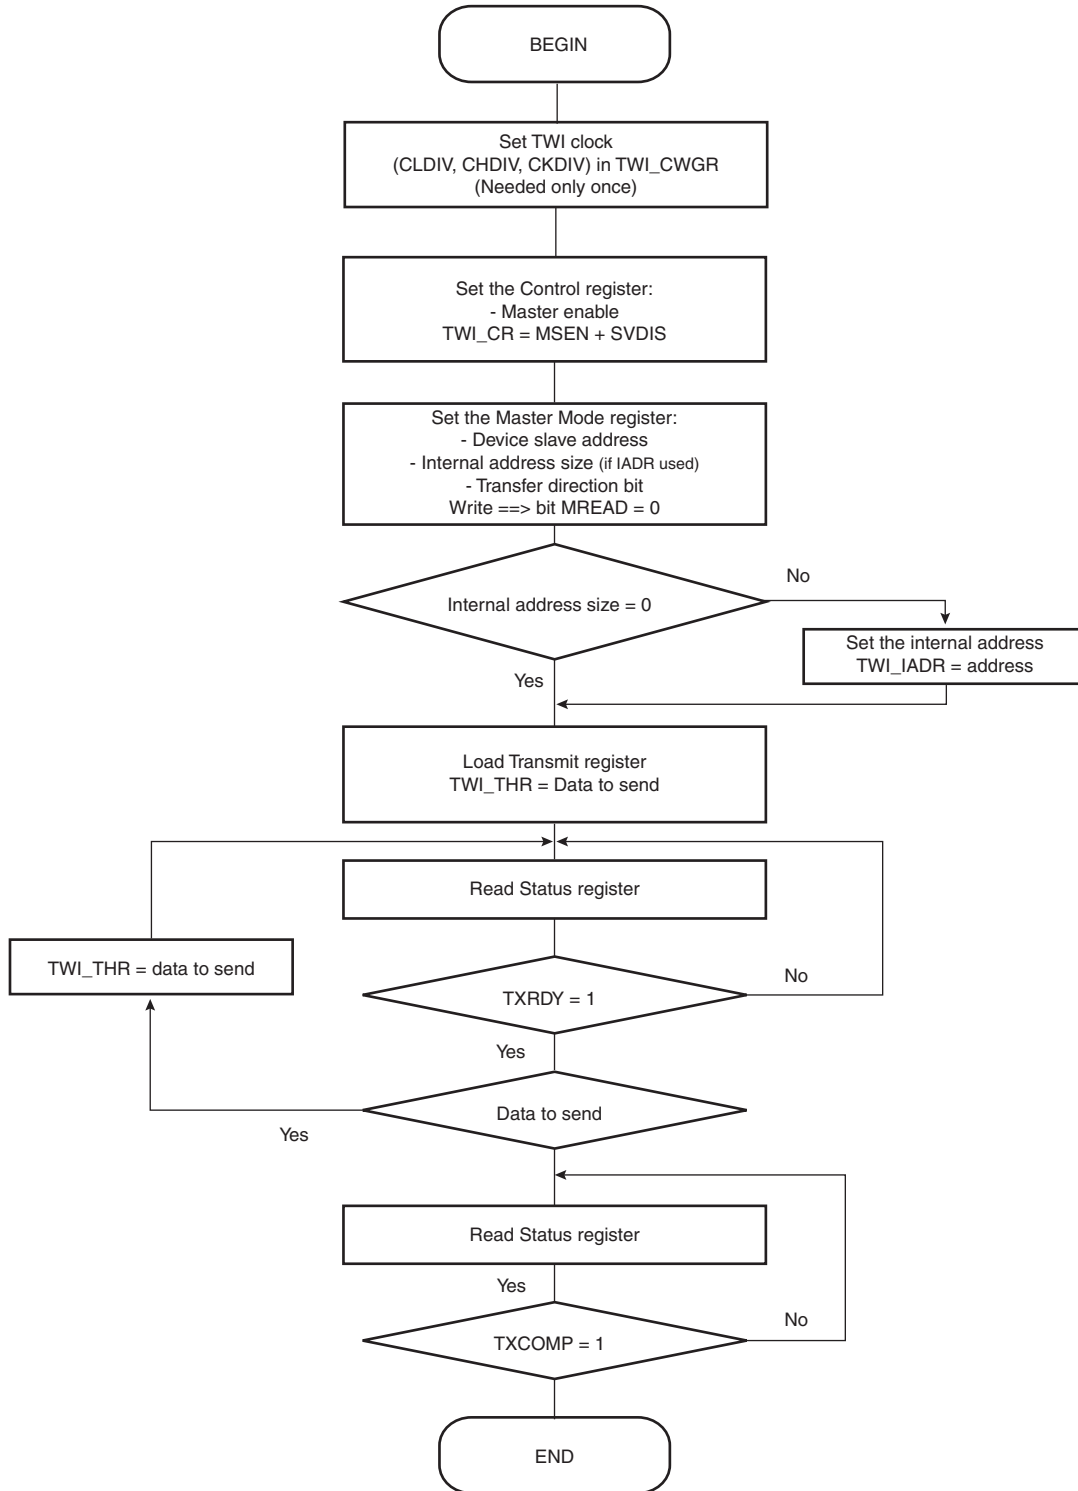 BEGIN
Set TWI clock
(CLDIV, CHDIV, CKDIV) in TWI_CWGR
(Needed only once)
Set the Control register:
- Master enable
TWI_CR = MSEN + SVDIS
Set the Master Mode register:
- Device slave address
- Internal address size (if IADR used)
- Transfer direction bit
Write ==> bit MREAD = 0
No
Internal address size = 0
Set the internal address
TWI_IADR = address
Yes
Load Transmit register
TWI_THR = Data to send
Read Status register
TWI_THR = data to send
No
TXRDY = 1
Yes
Data to send
Yes
Read Status register
Yes
No
TXCOMP = 1
END